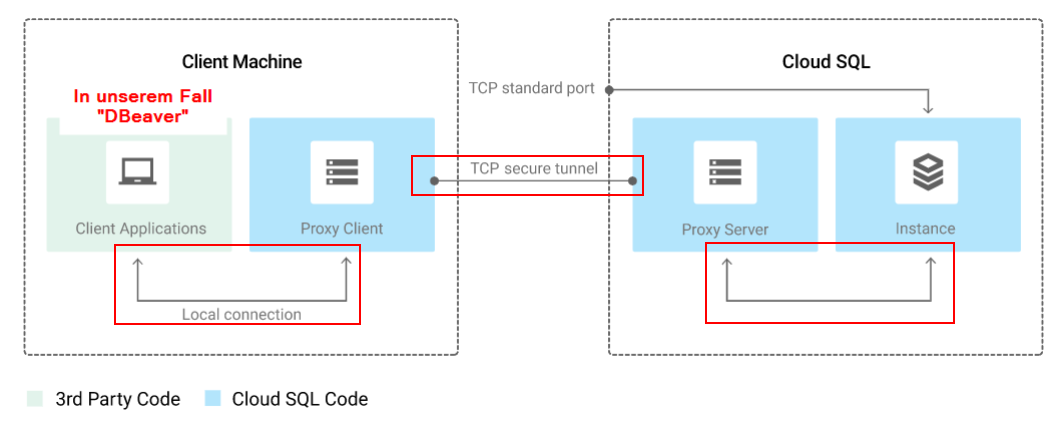 Client Machine
Cloud SQL
In unserem Fall
"DBeaver"
TCP standard port
TCP secure tunnel
Client Applications
Proxy Client
Proxy Server
Instance
Local connection
3rd Party Code
Cloud SQL Code